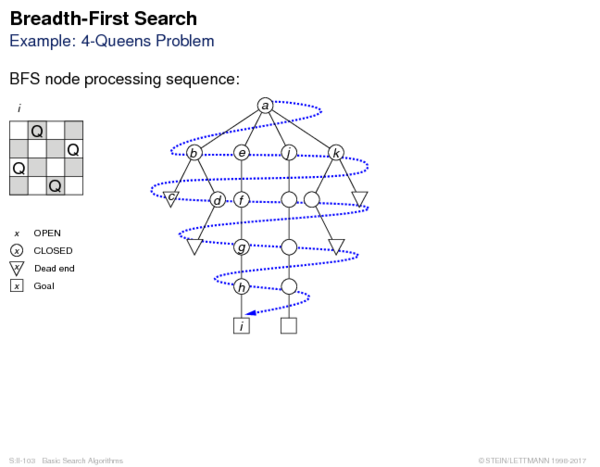 Breadth-First Search
Example: 4-Queens Problem
BFS node processing sequence:
i
a
Q
Q
b e j k
Q
c d f
Q
x OPEN
x CLOSED
g
x Dead end
x Goal
h
i
S:II-103 Basic Search Algorithms
© STEIN/LETTMANN 1998-2017